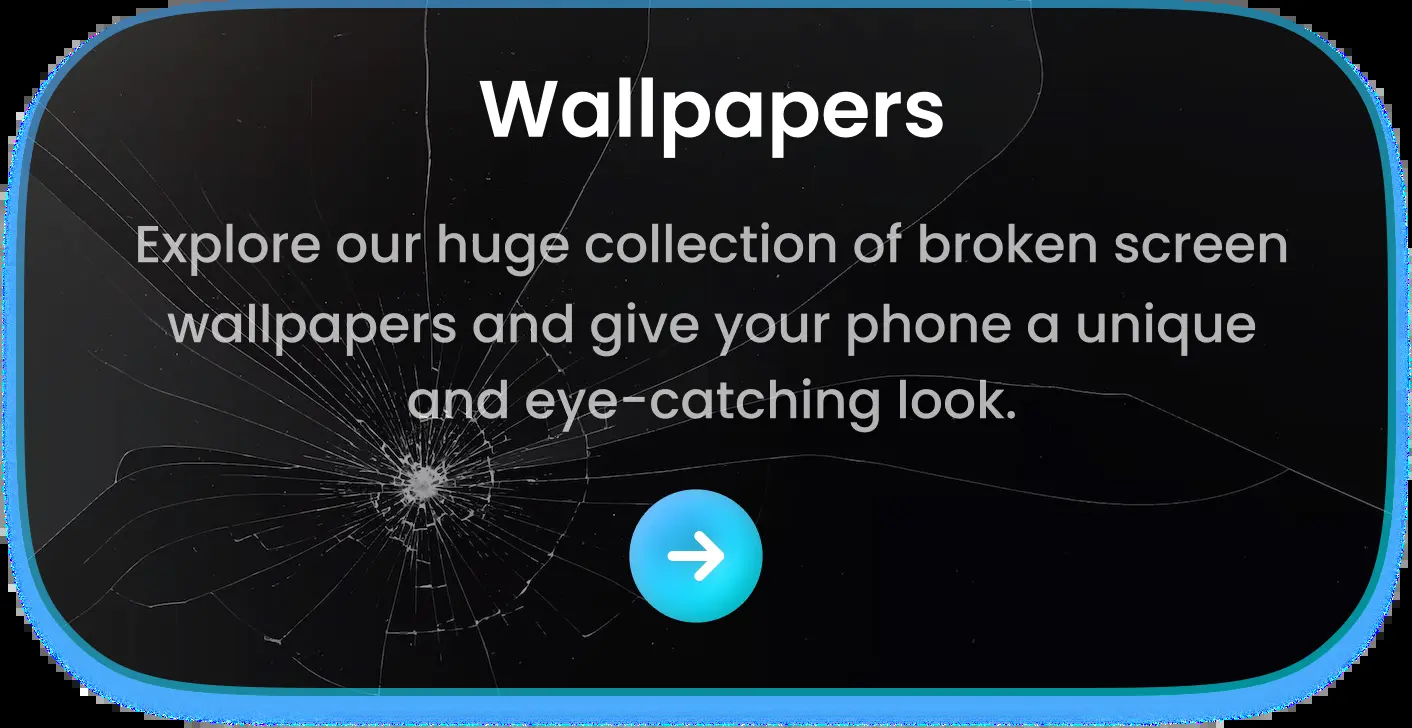 Wallpapers
Explore our huge collection of broken screen
wallpapers and give your phone a unique
and eye-catching look.